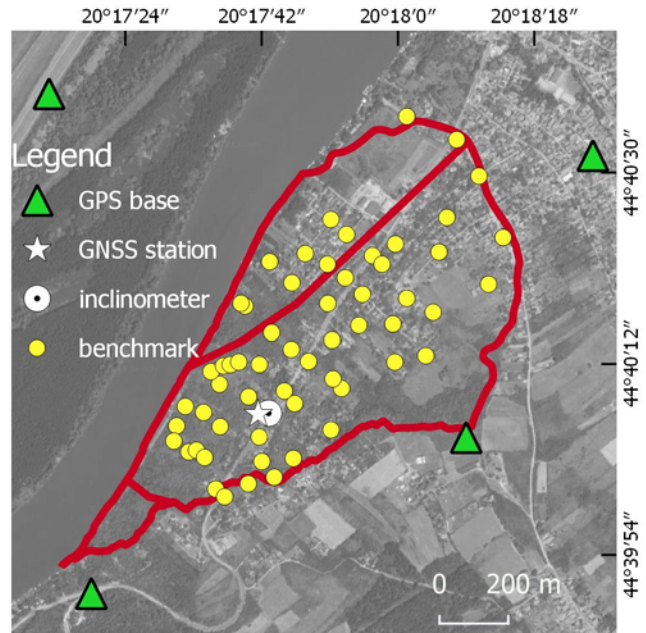 20°17'24" 20°17'42" 20°18'0" 20°18'18"
44°40'30"
Legend
GPS base
GNSS station
inclinometer
benchmark
44°40'12"
44°39'54"
0 200 m